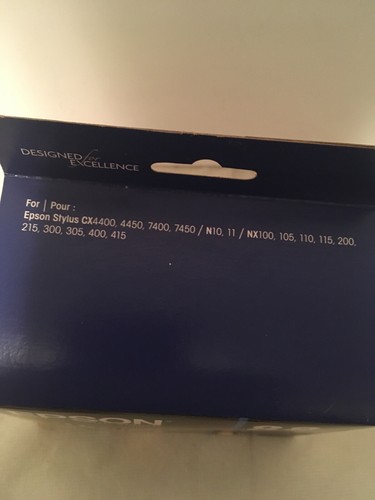 DESIGNED for EXCELLENCE
For | Pour :
Epson Stylus CX4400, 4450, 7400, 7450 / N10, 11 / NX100, 105, 110, 115, 200,
215, 300, 305, 400, 415
EPSON